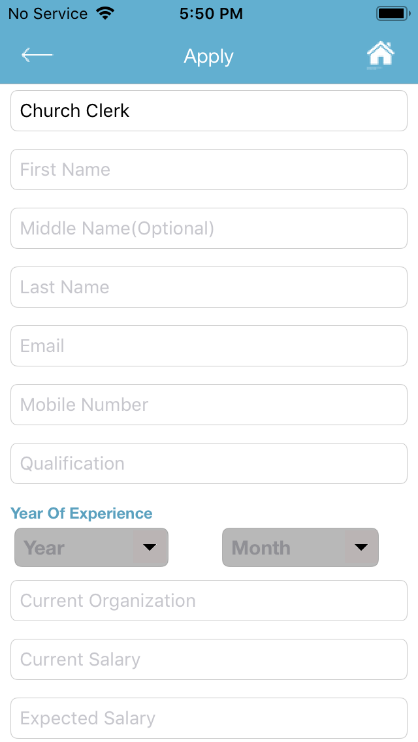 No Service 5:50 PM
Apply
Church Clerk
First Name
Middle Name(Optional)
Last Name
Email
Mobile Number
Qualification
Year Of Experience
Year Month
Current Organization
Current Salary
Expected Salary